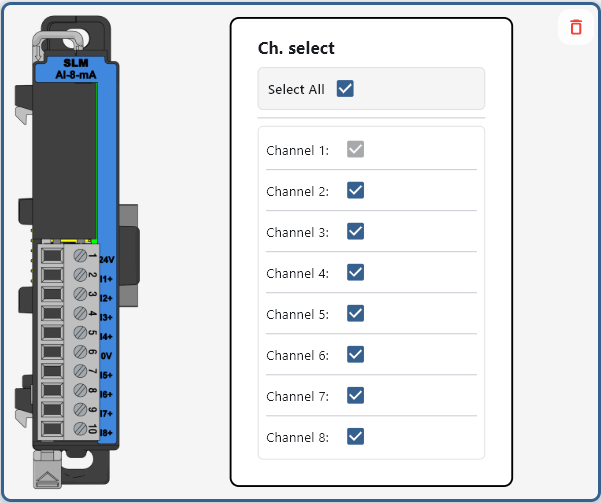 SLM
AI-8-mA
1 24V
2 I1+
3 I2+
4 I3+
5 I4+
6 0V
7 I5+
8 I6+
9 I7+
10 I8+
Ch. select
Select All
Channel 1:
Channel 2:
Channel 3:
Channel 4:
Channel 5:
Channel 6:
Channel 7:
Channel 8: